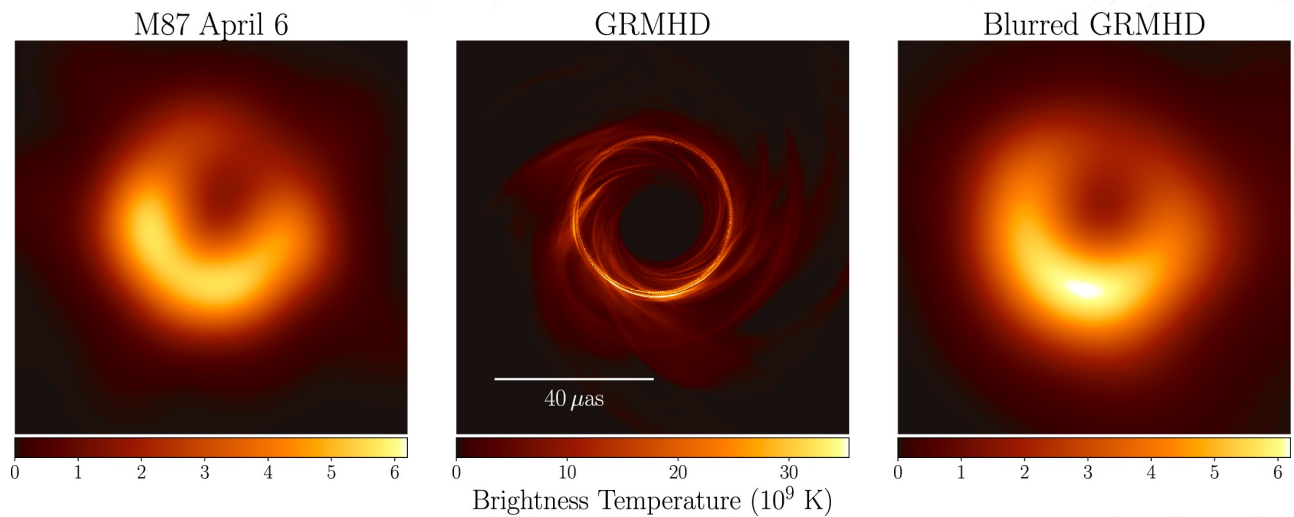 M87 April 6
GRMHD
Blurred GRMHD
40 μas
0 1 2 3 4 5 6
0 10 20 30
0 1 2 3 4 5 6
Brightness Temperature (10⁹ K)